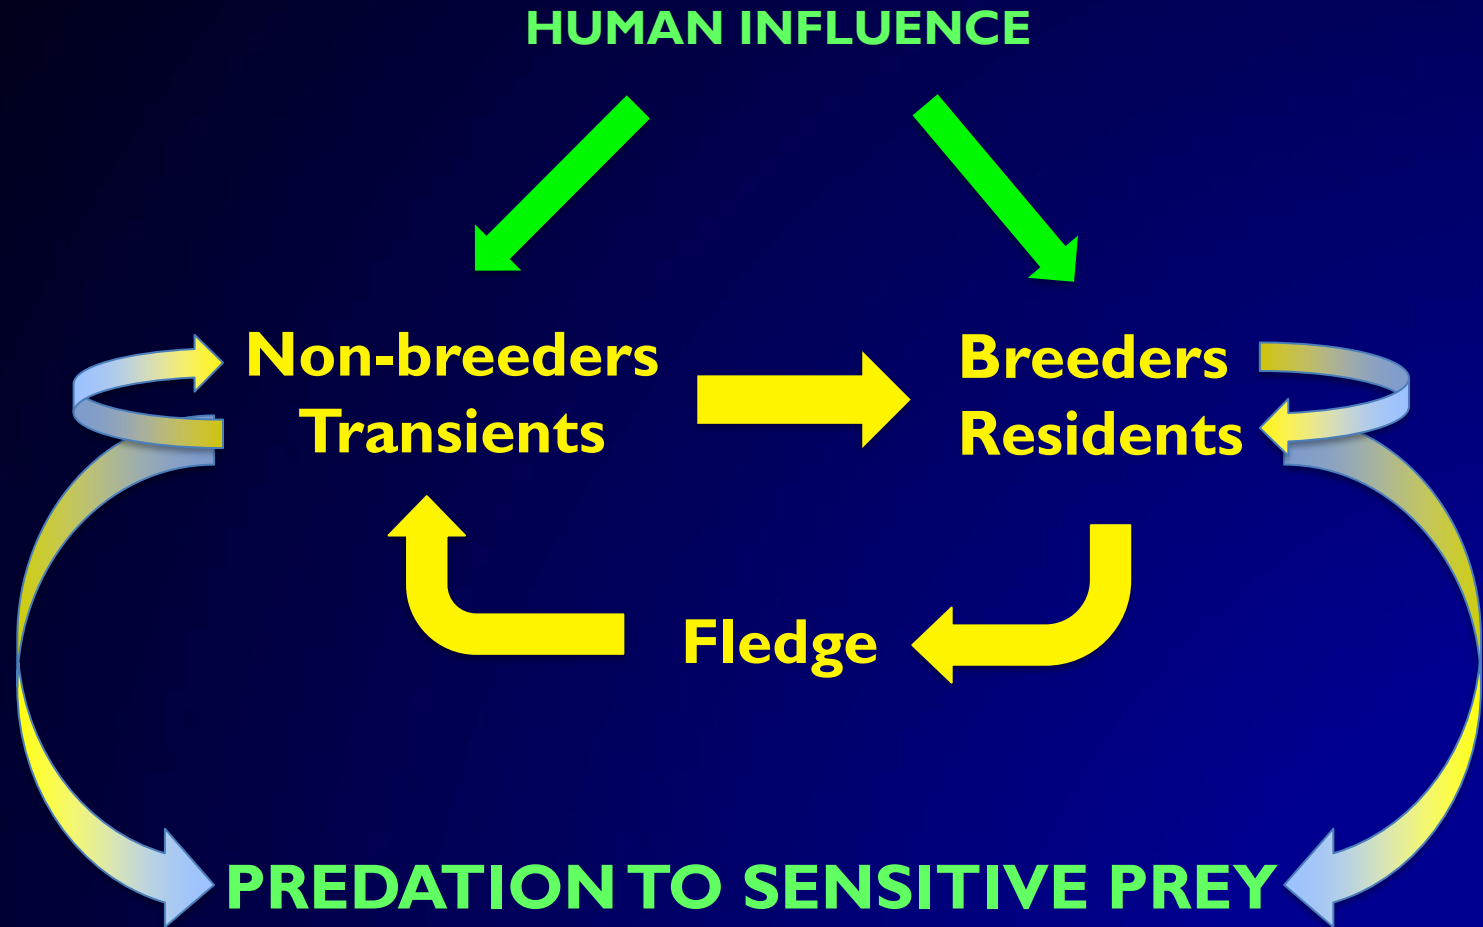 HUMAN INFLUENCE
Non-breeders
Transients
Breeders
Residents
Fledge
PREDATION TO SENSITIVE PREY